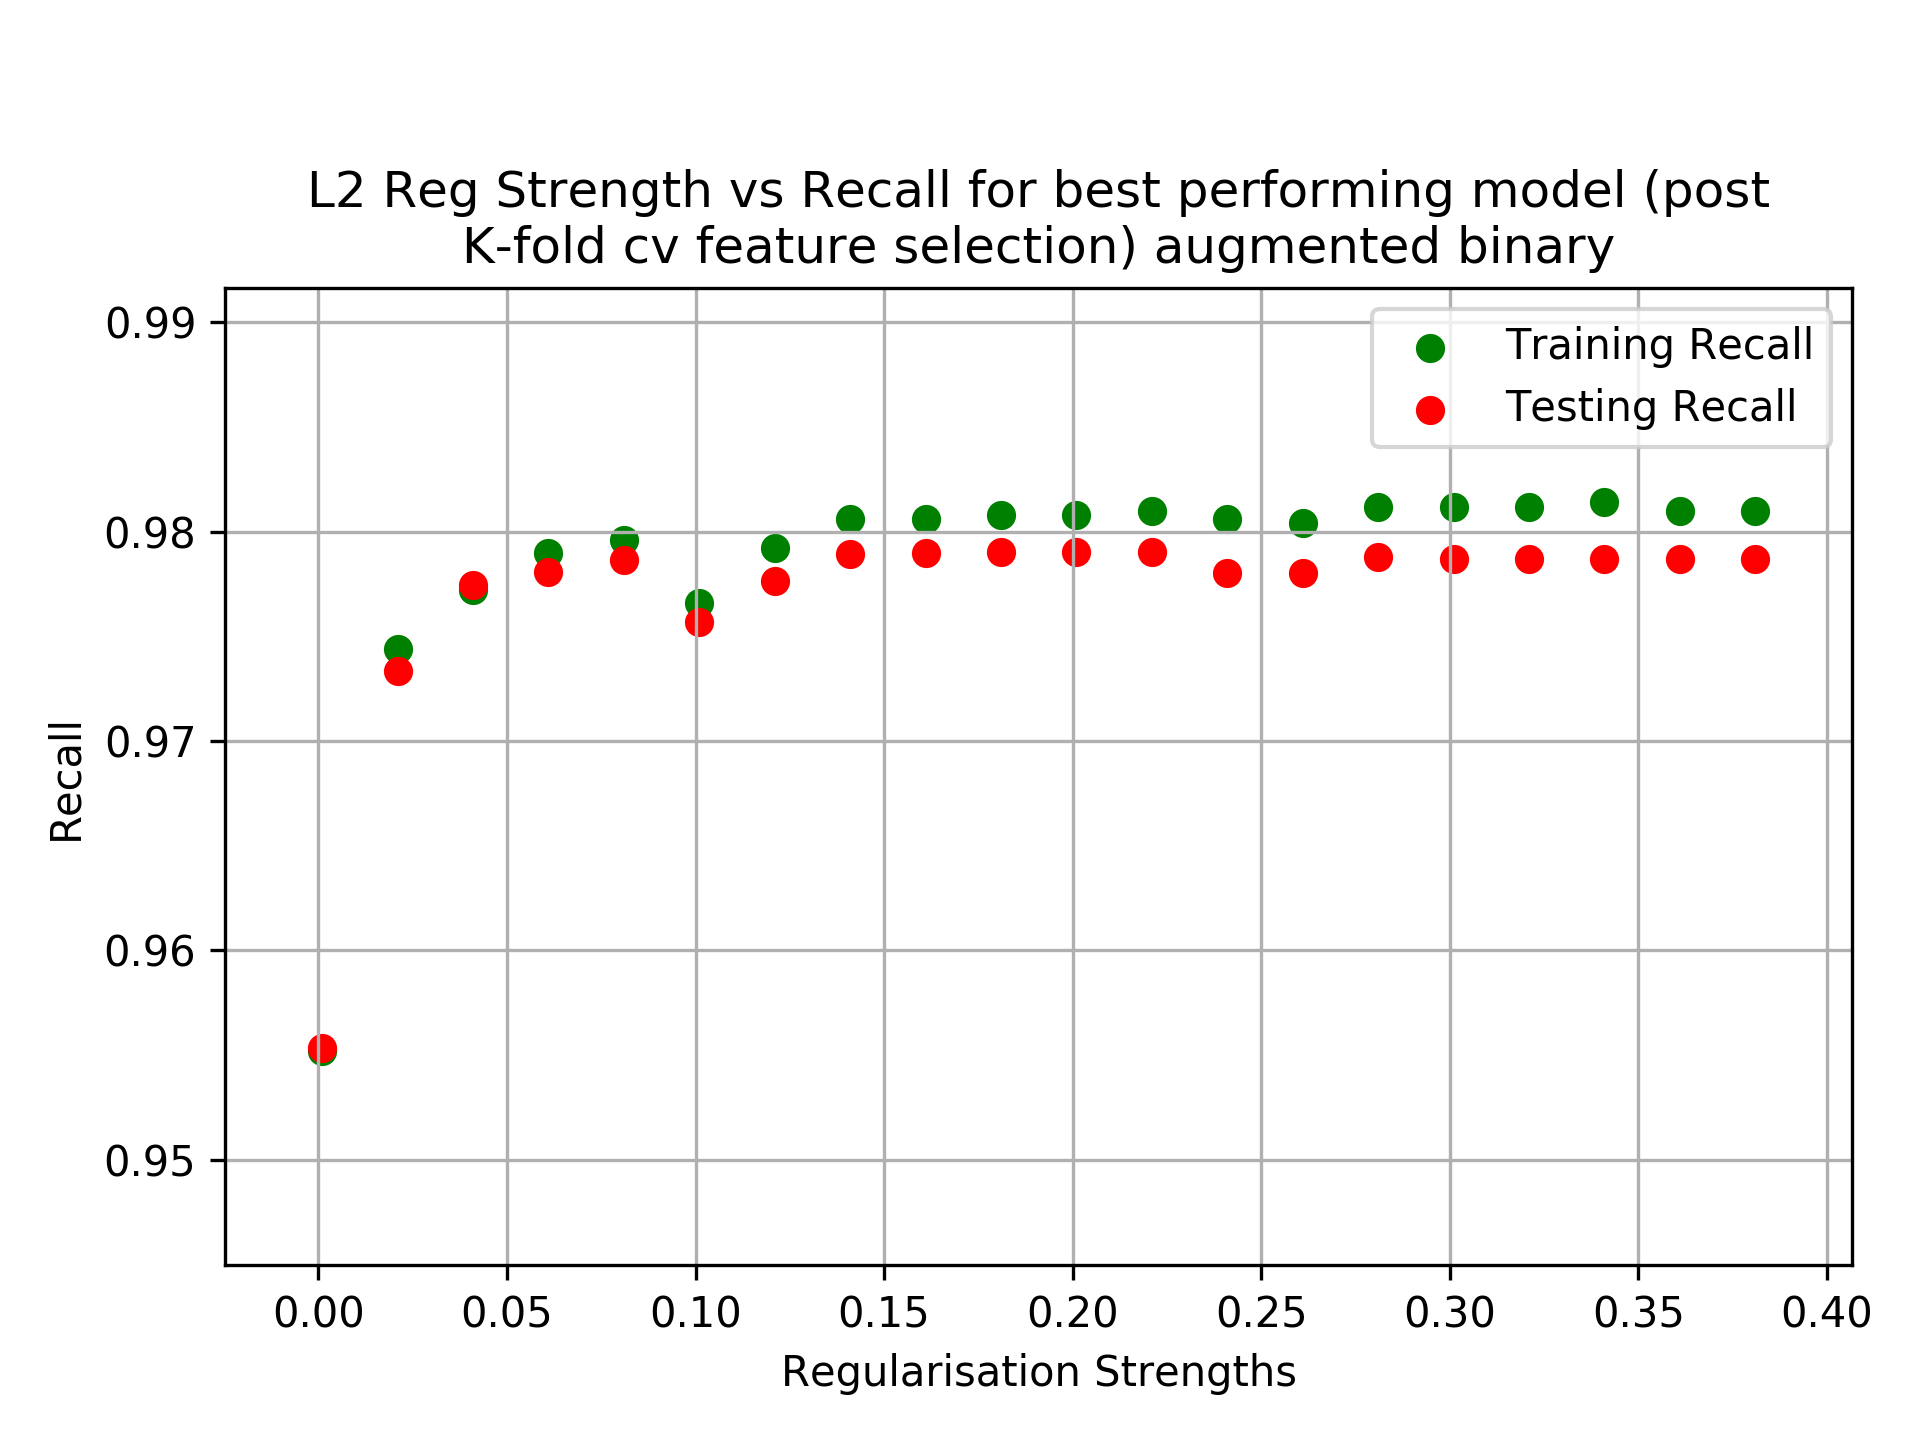 L2 Reg Strength vs Recall for best performing model (post
K-fold cv feature selection) augmented binary
Training Recall
Testing Recall
Recall
0.99
0.98
0.97
0.96
0.95
0.00 0.05 0.10 0.15 0.20 0.25 0.30 0.35 0.40
Regularisation Strengths